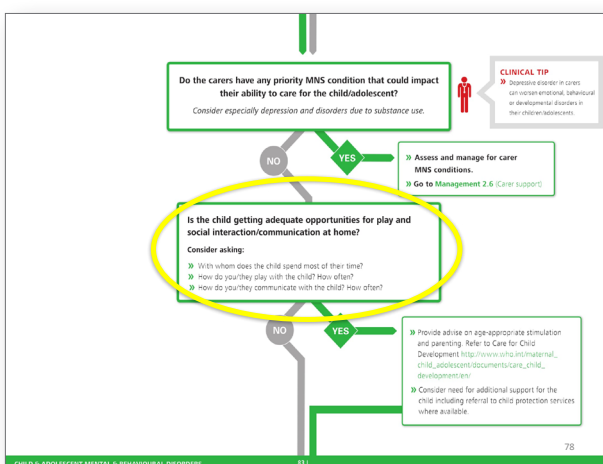 Do the carers have any priority MNS condition that could impact
their ability to care for the child/adolescent?
Consider especially depression and disorders due to substance use.
CLINICAL TIP
» Depressive disorder in carers
can worsen emotional, behavioural
or developmental disorders in
their children/adolescents.
NO
YES
» Assess and manage for carer
MNS conditions.
» Go to Management 2.6 (Carer support)
Is the child getting adequate opportunities for play and
social interaction/communication at home?
Consider asking:
» With whom does the child spend most of their time?
» How do you/they play with the child? How often?
» How do you/they communicate with the child? How often?
NO
YES
» Provide advise on age-appropriate stimulation
and parenting. Refer to Care for Child
Development http://www.who.int/maternal_
child_adolescent/documents/care_child_
development/en/
» Consider need for additional support for the
child including referral to child protection services
where available.
78
CHILD & ADOLESCENT MENTAL & BEHAVIOURAL DISORDERS
83 |